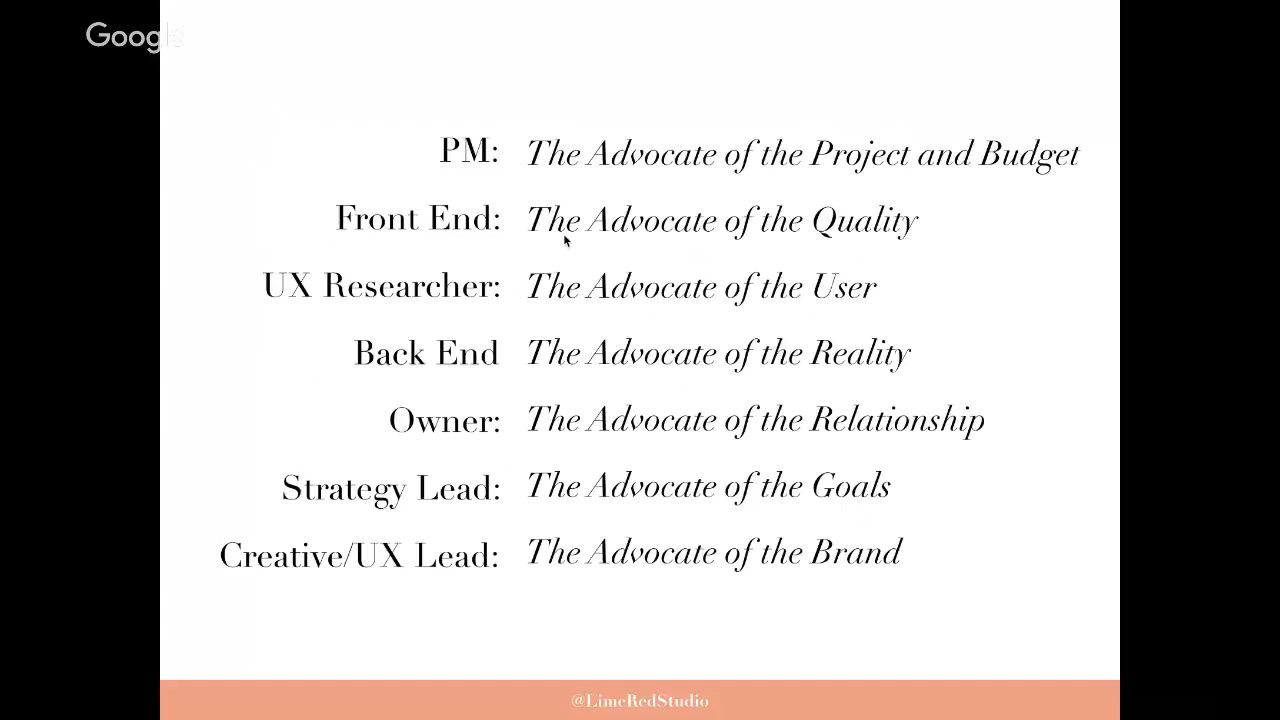 Google
PM: The Advocate of the Project and Budget
Front End: The Advocate of the Quality
UX Researcher: The Advocate of the User
Back End The Advocate of the Reality
Owner: The Advocate of the Relationship
Strategy Lead: The Advocate of the Goals
Creative/UX Lead: The Advocate of the Brand
@LimeRedStudio